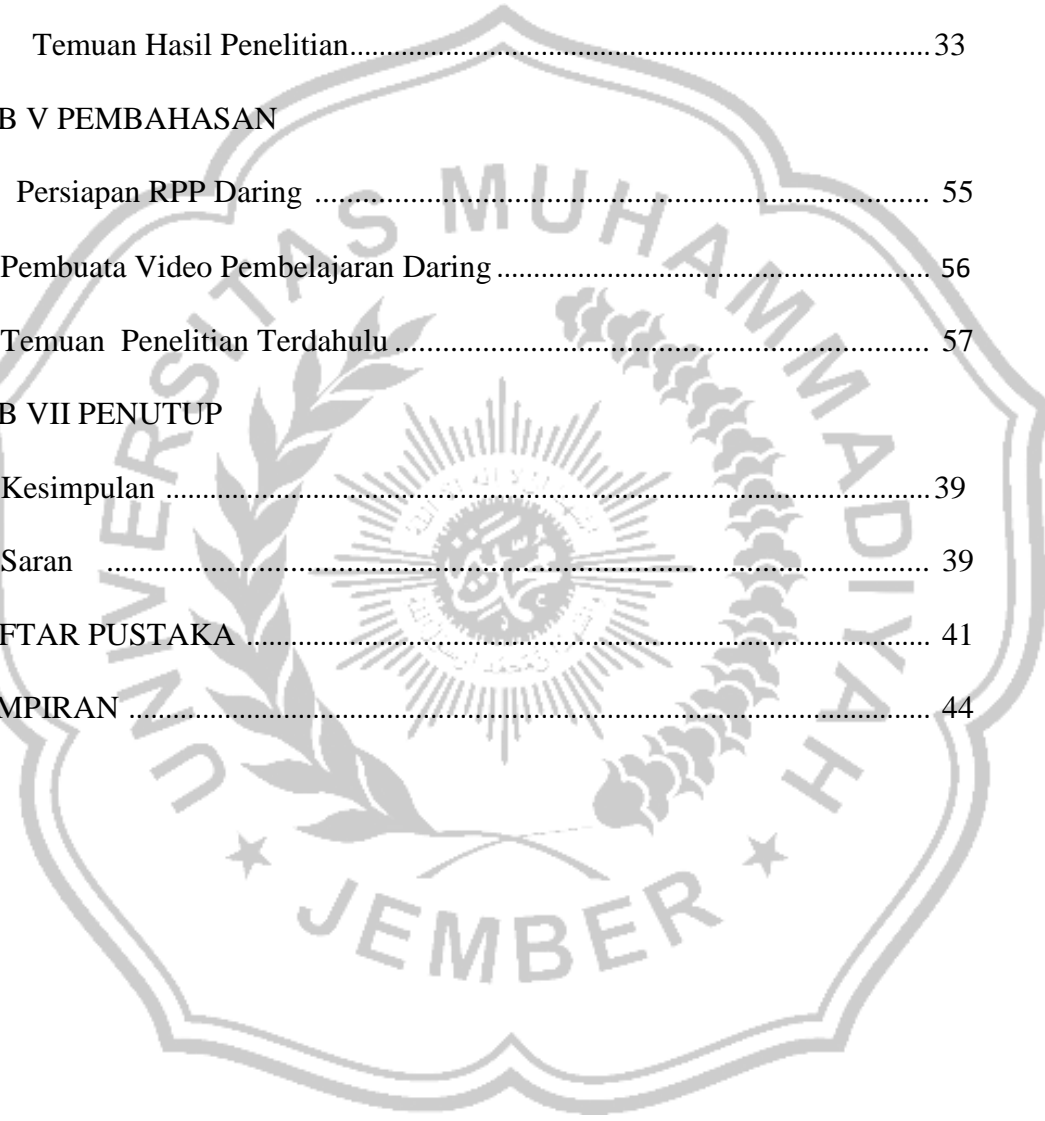 Temuan Hasil Penelitian......................................................................33
B V PEMBAHASAN
Persiapan RPP Daring .......................................................................... 55
Pembuata Video Pembelajaran Daring .................................................... 56
Temuan Penelitian Terdahulu ................................................................ 57
B VII PENUTUP
Kesimpulan ............................................................................................39
Saran ................................................................................................... 39
FTAR PUSTAKA .................................................................................. 41
MPIRAN ................................................................................................ 44
UNIVERSITAS MUHAMMADIYAH
JEMBER